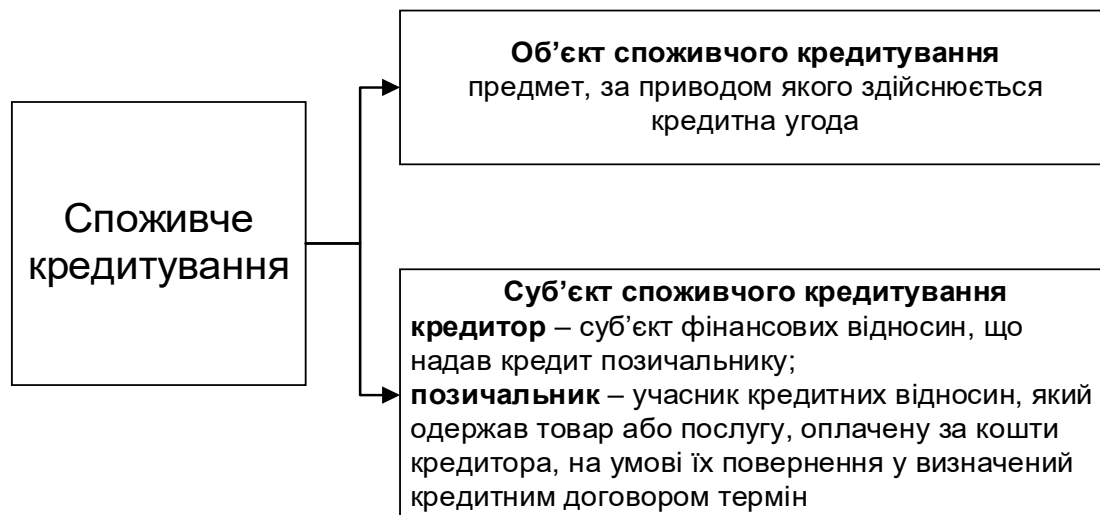 Споживче
кредитування
Об’єкт споживчого кредитування
предмет, за приводом якого здійснюється
кредитна угода
Суб’єкт споживчого кредитування
кредитор – суб’єкт фінансових відносин, що
надав кредит позичальнику;
позичальник – учасник кредитних відносин, який
одержав товар або послугу, оплачену за кошти
кредитора, на умові їх повернення у визначений
кредитним договором термін